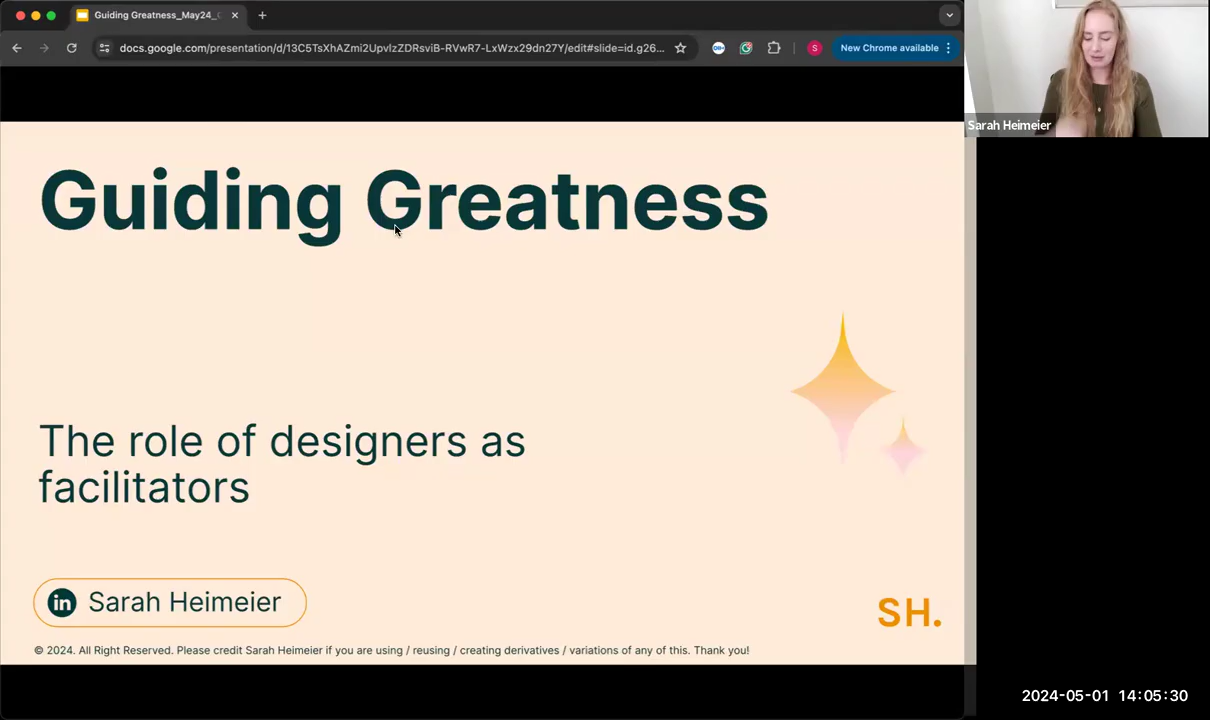 Guiding Greatness_May24_
New Chrome available
docs.google.com/presentation/d/13C5TsXhAZmi2UpvIzZDRsviB-RVwR7-LxWzx29dn27Y/edit#slide=id.g26...
S
Sarah Heimeier
Guiding Greatness
The role of designers as
facilitators
in Sarah Heimeier
SH.
© 2024. All Right Reserved. Please credit Sarah Heimeier if you are using / reusing / creating derivatives / variations of any of this. Thank you!
2024-05-01 14:05:30